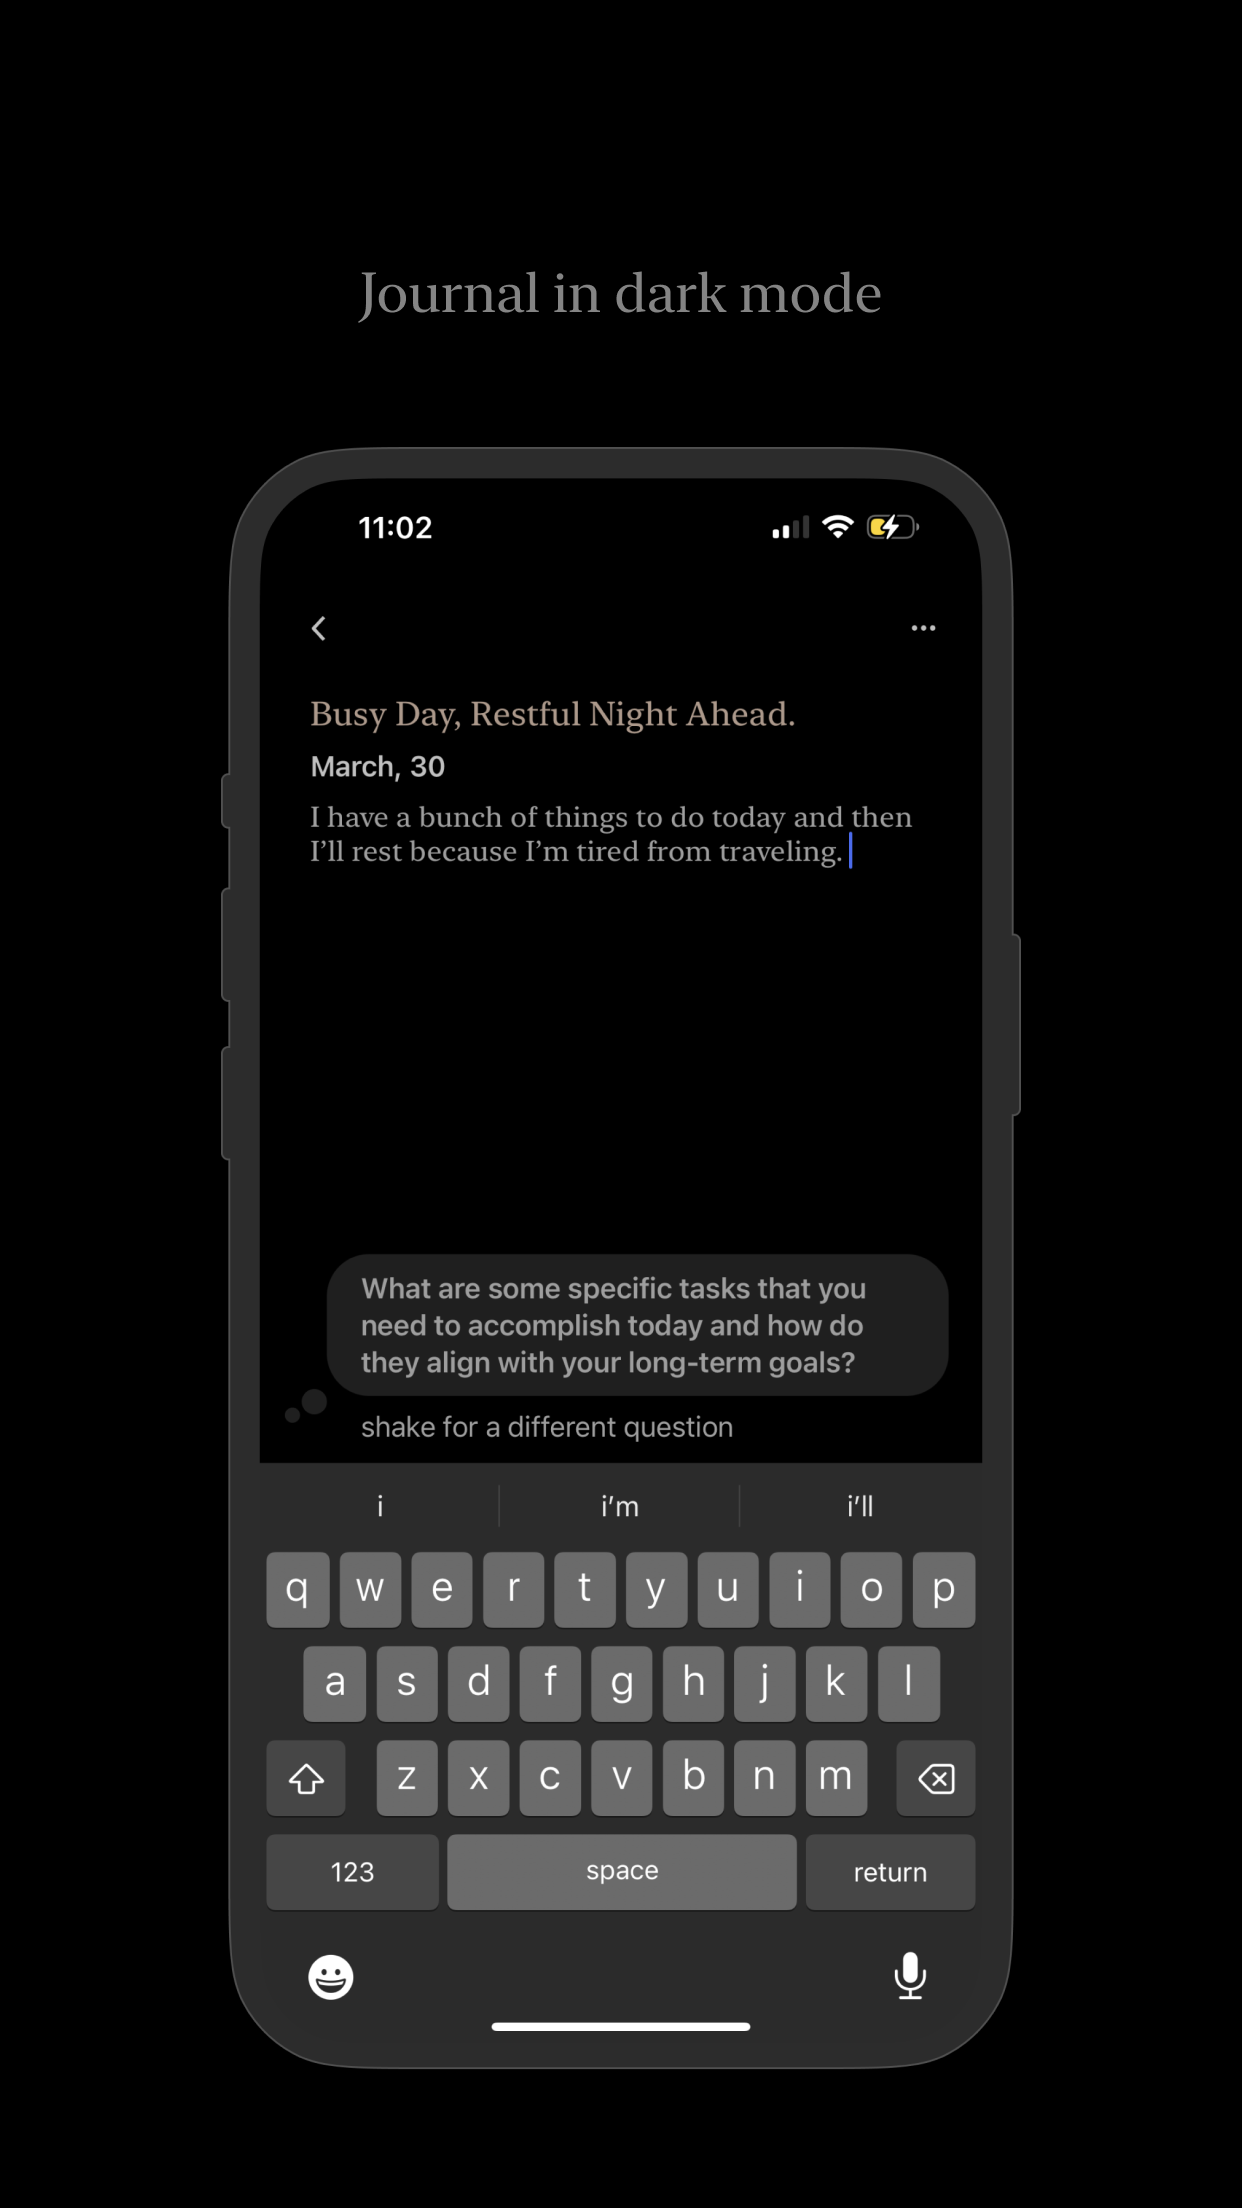 Journal in dark mode
11:02
Busy Day, Restful Night Ahead.
March, 30
I have a bunch of things to do today and then
I’ll rest because I’m tired from traveling.
What are some specific tasks that you
need to accomplish today and how do
they align with your long-term goals?
shake for a different question
i i’m i’ll
q w e r t y u i o p
a s d f g h j k l
z x c v b n m
123 space return